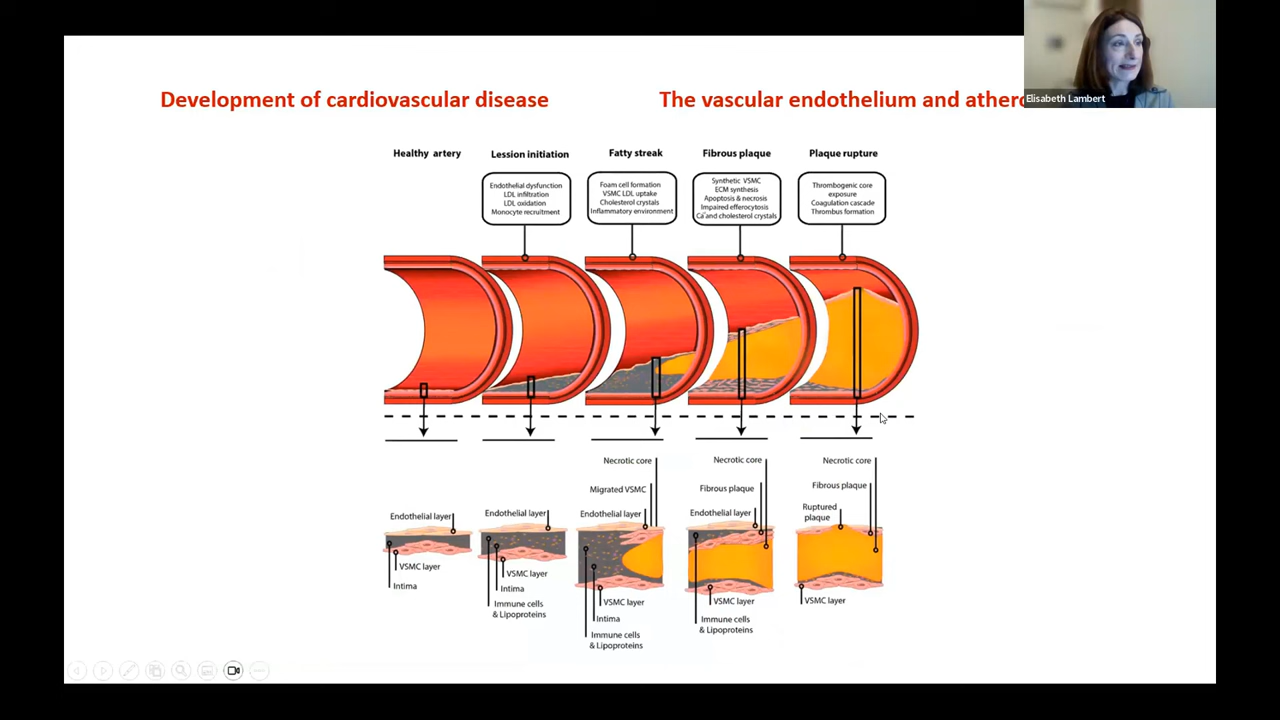 Development of cardiovascular disease
The vascular endothelium and athero
Elisabeth Lambert
Healthy artery
Lession initiation
Fatty streak
Fibrous plaque
Plaque rupture
Endothelial dysfunction
LDL infiltration
LDL oxidation
Monocyte recruitment
Foam cell formation
VSMC LDL uptake
Cholesterol crystals
Inflammatory environment
Synthetic VSMC
ECM synthesis
Apoptosis & necrosis
Impaired efferocytosis
and cholesterol crystals
Thrombogenic core
exposure
Coagulation cascade
Thrombus formation
Endothelial layer
VSMC layer
Intima
Endothelial layer
VSMC layer
Intima
Immune cells
& Lipoproteins
Necrotic core
Migrated VSMC
Endothelial layer
VSMC layer
Intima
Immune cells
& Lipoproteins
Necrotic core
Fibrous plaque
Endothelial layer
VSMC layer
Immune cells
& Lipoproteins
Necrotic core
Fibrous plaque
Ruptured
plaque
VSMC layer